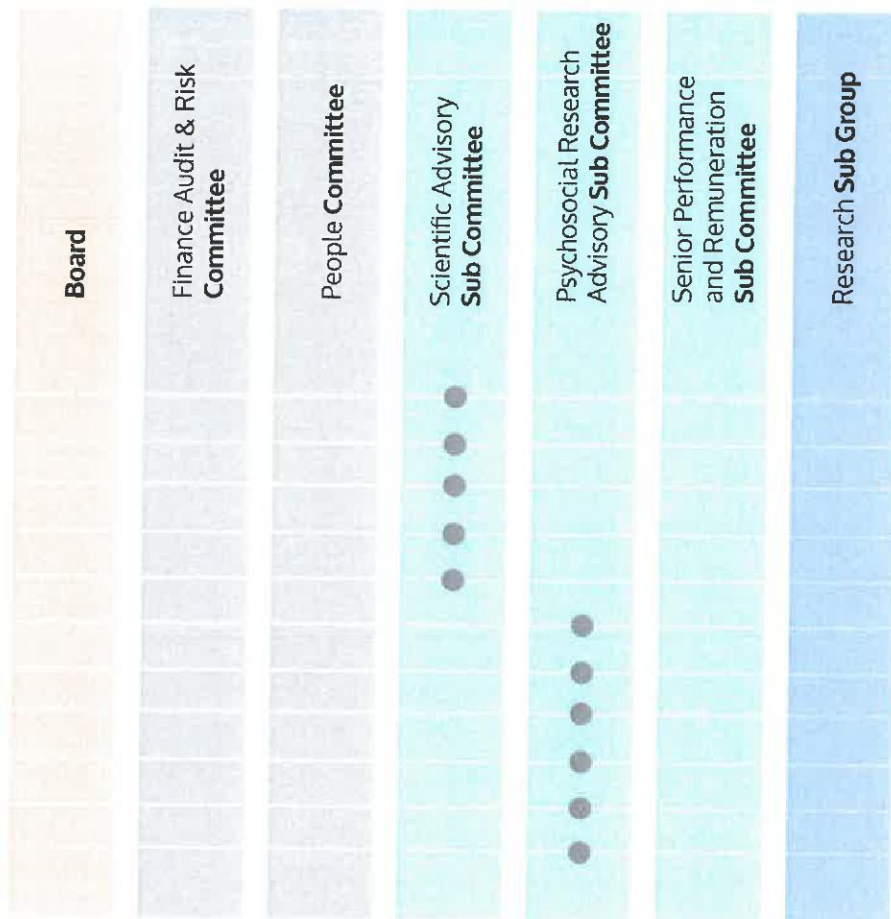 Board
Finance Audit & Risk
Committee
People Committee
Scientific Advisory
Sub Committee
Psychosocial Research
Advisory Sub Committee
Senior Performance
and Remuneration
Sub Committee
Research Sub Group